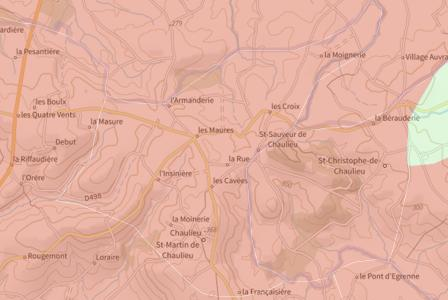 279
ardière
la Pesantière
la Moignerie
Village Auvra
les Boulx
les Quatre Vents
l'Armanderie
les Croix
la Masure
la Bérauderie
les Maures
St-Sauveur de
Chaulieu
Debut
la Riffaudière
la Rue
St-Christophe-de-
Chaulieu
l'Orère
l'Insinière
les Cavées
D498
la Moinerie
Chaulieu
368
St-Martin de
Chaulieu
Rougemont
Loraire
le Pont d'Egrenne
la Françaisière